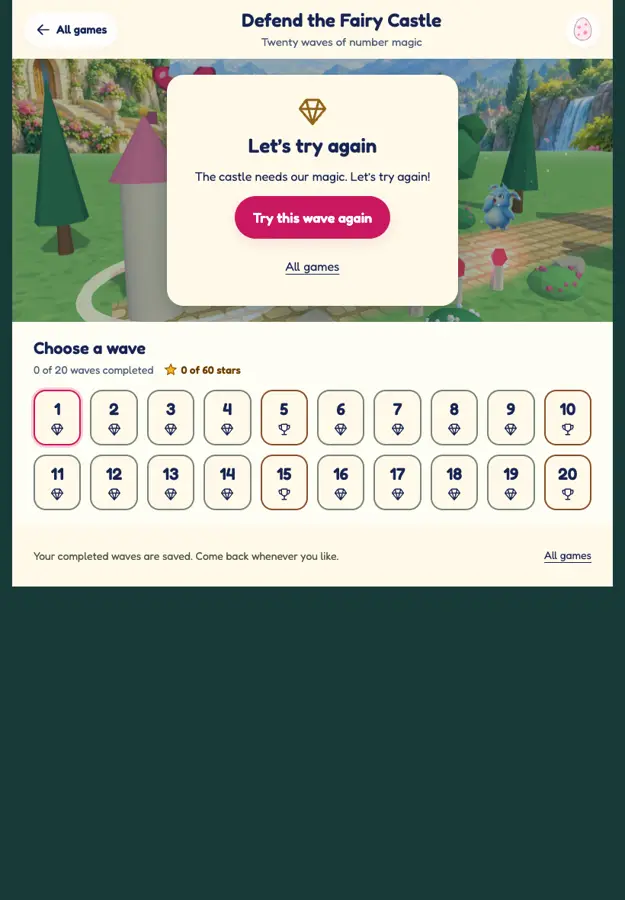 All games
Defend the Fairy Castle
Twenty waves of number magic
Let's try again
The castle needs our magic. Let's try again!
Try this wave again
All games
Choose a wave
0 of 20 waves completed 0 of 60 stars
1 2 3 4 5 6 7 8 9 10
11 12 13 14 15 16 17 18 19 20
Your completed waves are saved. Come back whenever you like. All games